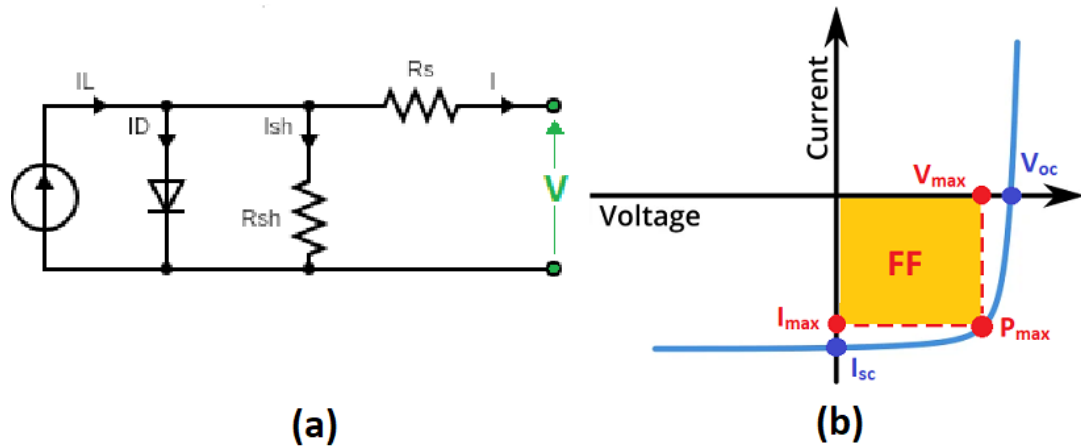 IL
ID
Ish
Rsh
Rs
I
V
(a)
Current
Voltage
Vmax
Voc
FF
Imax
Pmax
Isc
(b)